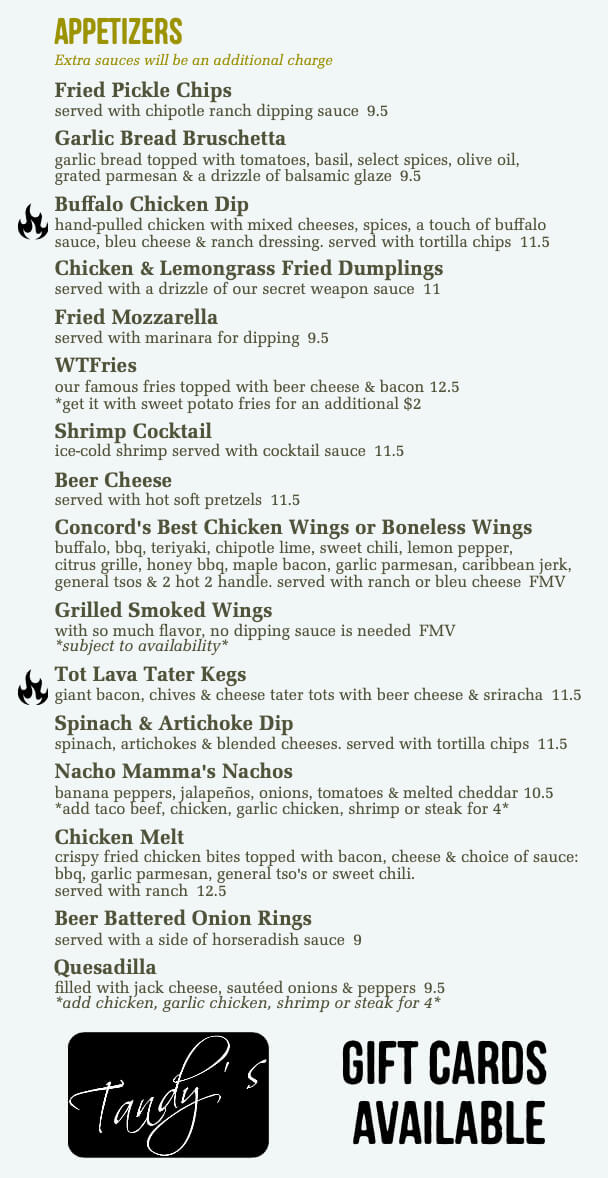 APPETIZERS
Extra sauces will be an additional charge
Fried Pickle Chips
served with chipotle ranch dipping sauce 9.5
Garlic Bread Bruschetta
garlic bread topped with tomatoes, basil, select spices, olive oil,
grated parmesan & a drizzle of balsamic glaze 9.5
Buffalo Chicken Dip
hand-pulled chicken with mixed cheeses, spices, a touch of buffalo
sauce, bleu cheese & ranch dressing. served with tortilla chips 11.5
Chicken & Lemongrass Fried Dumplings
served with a drizzle of our secret weapon sauce 11
Fried Mozzarella
served with marinara for dipping 9.5
WTFries
our famous fries topped with beer cheese & bacon 12.5
*get it with sweet potato fries for an additional $2
Shrimp Cocktail
ice-cold shrimp served with cocktail sauce 11.5
Beer Cheese
served with hot soft pretzels 11.5
Concord's Best Chicken Wings or Boneless Wings
buffalo, bbq, teriyaki, chipotle lime, sweet chili, lemon pepper,
citrus grille, honey bbq, maple bacon, garlic parmesan, caribbean jerk,
general tsos & 2 hot 2 handle. served with ranch or bleu cheese FMV
Grilled Smoked Wings
with so much flavor, no dipping sauce is needed FMV
*subject to availability*
Tot Lava Tater Kegs
giant bacon, chives & cheese tater tots with beer cheese & sriracha 11.5
Spinach & Artichoke Dip
spinach, artichokes & blended cheeses. served with tortilla chips 11.5
Nacho Mamma's Nachos
banana peppers, jalapeños, onions, tomatoes & melted cheddar 10.5
*add taco beef, chicken, garlic chicken, shrimp or steak for 4*
Chicken Melt
crispy fried chicken bites topped with bacon, cheese & choice of sauce:
bbq, garlic parmesan, general tso's or sweet chili.
served with ranch 12.5
Beer Battered Onion Rings
served with a side of horseradish sauce 9
Quesadilla
filled with jack cheese, sautéed onions & peppers 9.5
*add chicken, garlic chicken, shrimp or steak for 4*
Tandy's
GIFT CARDS
AVAILABLE